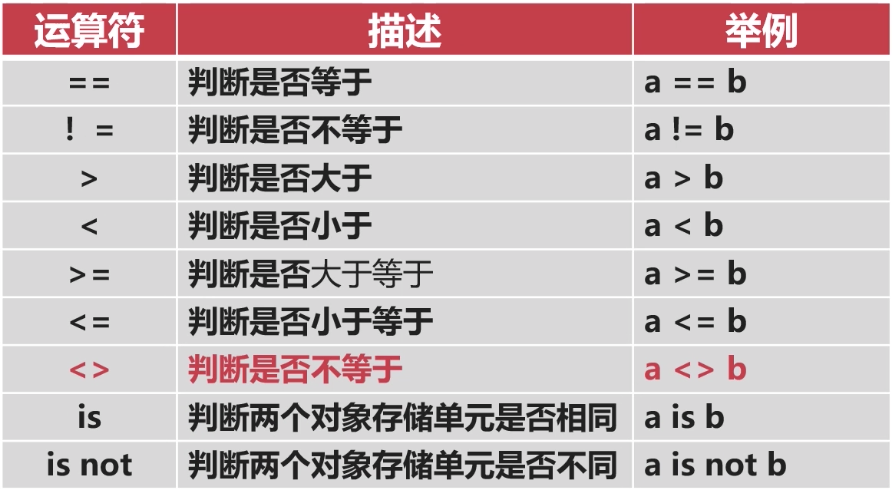 运算符 描述 举例
== 判断是否等于 a == b
! = 判断是否不等于 a != b
> 判断是否大于 a > b
< 判断是否小于 a < b
>= 判断是否大于等于 a >= b
<= 判断是否小于等于 a <= b
<> 判断是否不等于 a <> b
is 判断两个对象存储单元是否相同 a is b
is not 判断两个对象存储单元是否不同 a is not b